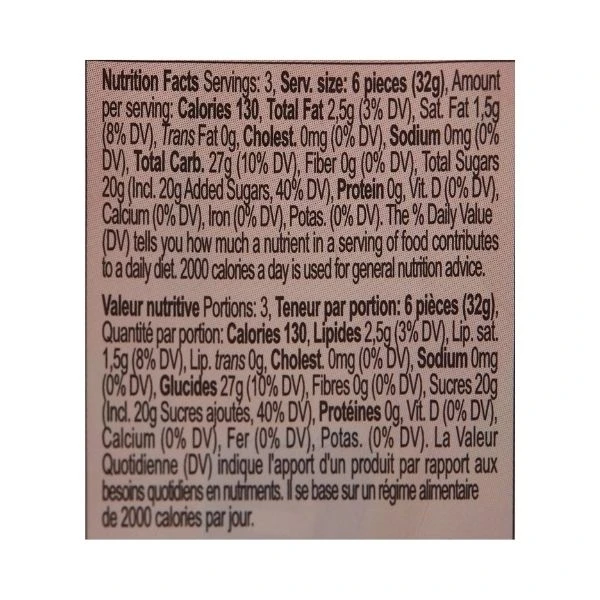 Nutrition Facts Servings: 3, Serv. size: 6 pieces (32g), Amount
per serving: Calories 130, Total Fat 2,5g (3% DV), Sat. Fat 1,5g
(8% DV), Trans Fat 0g, Cholest. 0mg (0% DV), Sodium 0mg (0%
DV), Total Carb. 27g (10% DV), Fiber 0g (0% DV), Total Sugars
20g (Incl. 20g Added Sugars, 40% DV), Protein 0g, Vit. D (0% DV),
Calcium (0% DV), Iron (0% DV), Potas. (0% DV). The % Daily Value
(DV) tells you how much a nutrient in a serving of food contributes
to a daily diet. 2000 calories a day is used for general nutrition advice.
Valeur nutritive Portions: 3, Teneur par portion: 6 pièces (32g),
Quantité par portion: Calories 130, Lipides 2,5g (3% DV), Lip. sat.
1,5g (8% DV), Lip. trans 0g, Cholest. 0mg (0% DV), Sodium 0mg
(0% DV), Glucides 27g (10% DV), Fibres 0g (0% DV), Sucres 20g
(Incl. 20g Sucres ajoutés, 40% DV), Protéines 0g, Vit. D (0% DV),
Calcium (0% DV), Fer (0% DV), Potas. (0% DV). La Valeur
Quotidienne (DV) indique l'apport d'un produit par rapport aux
besoins quotidiens en nutriments. Il se base sur un régime alimentaire
de 2000 calories par jour.